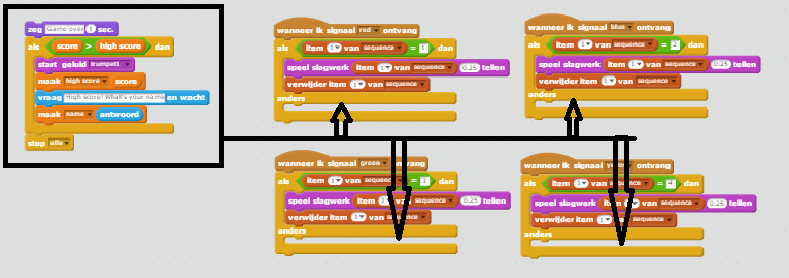 zeg Game over! 1 sec.
als score > high score dan
start geluid trumpet1
maak high score score
vraag High score! What's your name en wacht
maak name antwoord
stop alle
wanneer ik signaal red ontvang
als item 1 van sequence = 1 dan
speel slagwerk item 1 van sequence 0.25 tellen
verwijder item 1 van sequence
anders
wanneer ik signaal blue ontvang
als item 1 van sequence = 2 dan
speel slagwerk item 1 van sequence 0.25 tellen
verwijder item 1 van sequence
anders
wanneer ik signaal green ontvang
als item 1 van sequence = 3 dan
speel slagwerk item 1 van sequence 0.25 tellen
verwijder item 1 van sequence
anders
wanneer ik signaal ontvang
als item 1 van sequence = 4 dan
speel slagwerk item van sequence 0.25 tellen
verwijder item 1 van sequence
anders